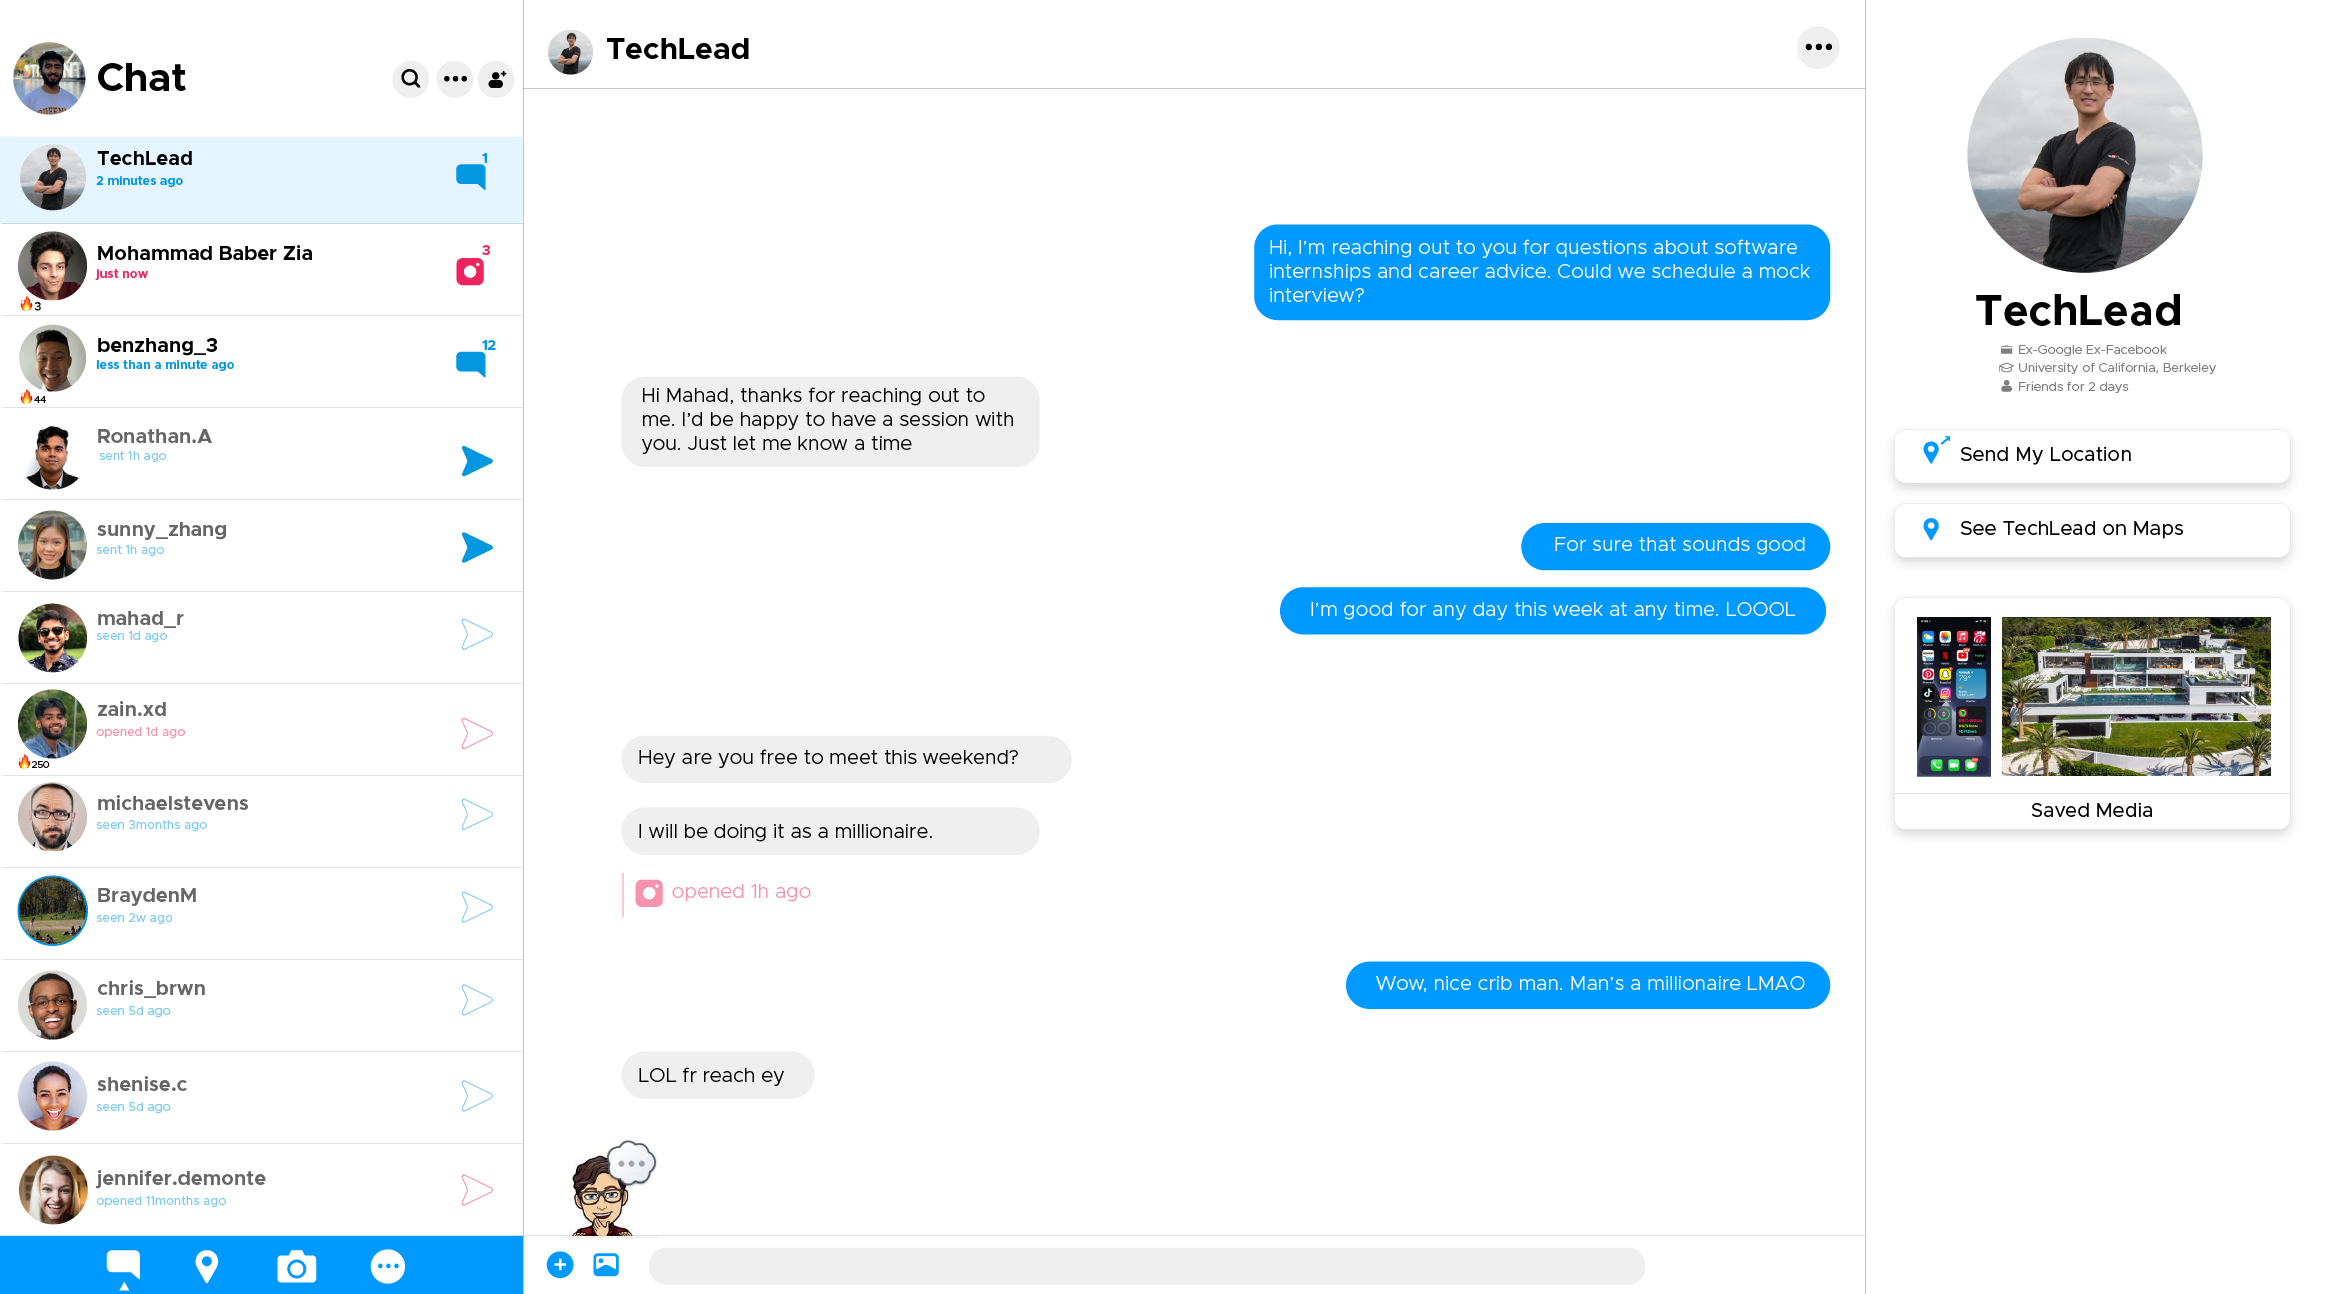 Chat
TechLead
2 minutes ago
1
Mohammad Baber Zia
just now
3
3
benzhang_3
less than a minute ago
12
44
Ronathan.A
sent 1h ago
sunny_zhang
sent 1h ago
mahad_r
seen 1d ago
zain.xd
opened 1d ago
250
michaelstevens
seen 3months ago
BraydenM
seen 2w ago
chris_brwn
seen 5d ago
shenise.c
seen 5d ago
jennifer.demonte
opened 11months ago
TechLead
Hi, I’m reaching out to you for questions about software
internships and career advice. Could we schedule a mock
interview?
Hi Mahad, thanks for reaching out to
me. I’d be happy to have a session with
you. Just let me know a time
For sure that sounds good
I’m good for any day this week at any time. LOOOL
Hey are you free to meet this weekend?
I will be doing it as a millionaire.
opened 1h ago
Wow, nice crib man. Man’s a millionaire LMAO
LOL fr reach ey
TechLead
Ex-Google Ex-Facebook
University of California, Berkeley
Friends for 2 days
Send My Location
See TechLead on Maps
79°
Saved Media